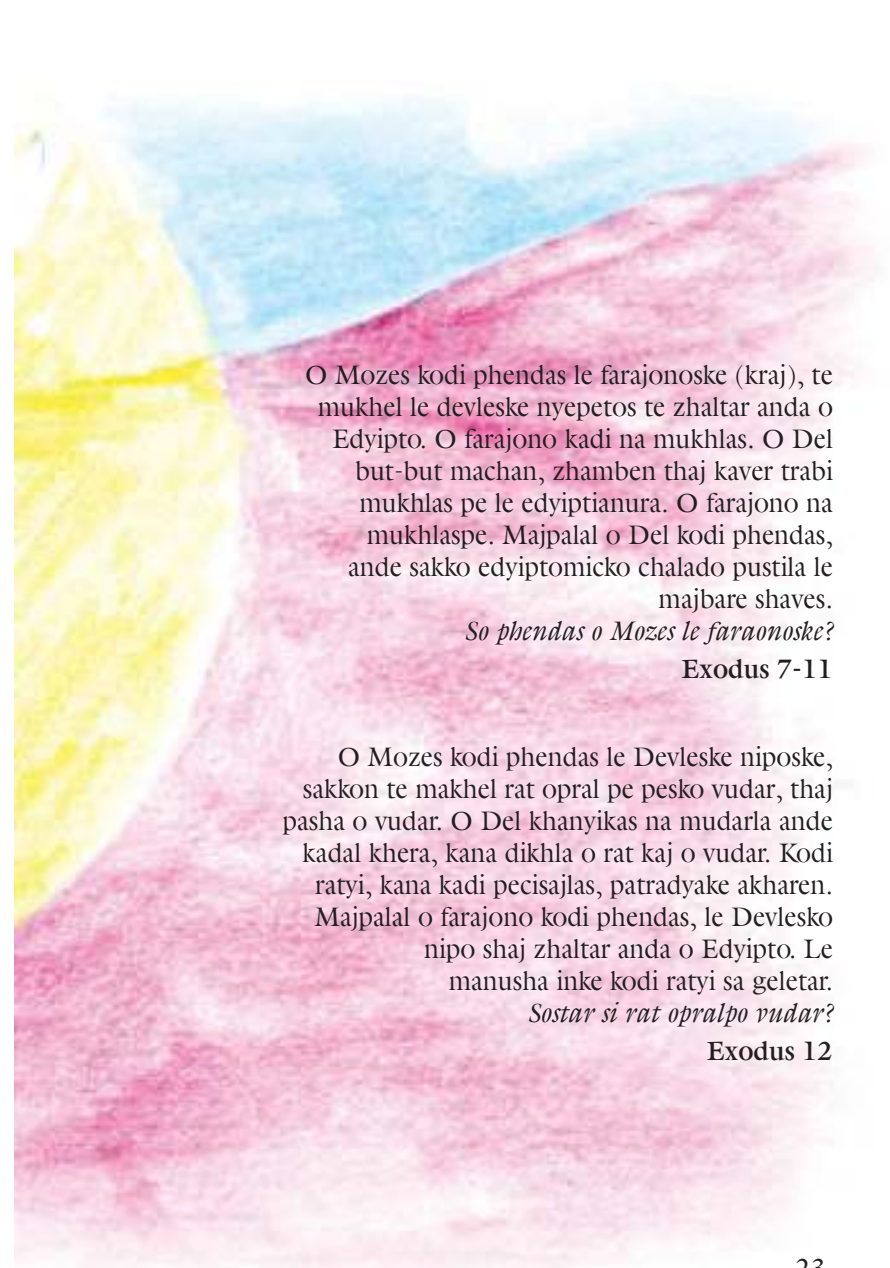 O Mozes kodi phendas le farajonoske (kraj), te
mukhel le devleske nyepetos te zhaltar anda o
Edyipto. O farajono kadi na mukhlas. O Del
but-but machan, zhamben thaj kaver trabi
mukhlas pe le edyiptianura. O farajono na
mukhlaspe. Majpalal o Del kodi phendas,
ande sakko edyiptomicko chalado pustila le
majbare shaves.
So phendas o Mozes le faraonoske?
Exodus 7-11
O Mozes kodi phendas le Devleske niposke,
sakkon te makhel rat opral pe pesko vudar, thaj
pasha o vudar. O Del khanyikas na mudarla ande
kadal khera, kana dikhla o rat kaj o vudar. Kodi
ratyi, kana kadi pecisajlas, patradyake akharen.
Majpalal o farajono kodi phendas, le Devlesko
nipo shaj zhaltar anda o Edyipto. Le
manusha inke kodi ratyi sa geletar.
Sostar si rat opralpo vudar?
Exodus 12
23